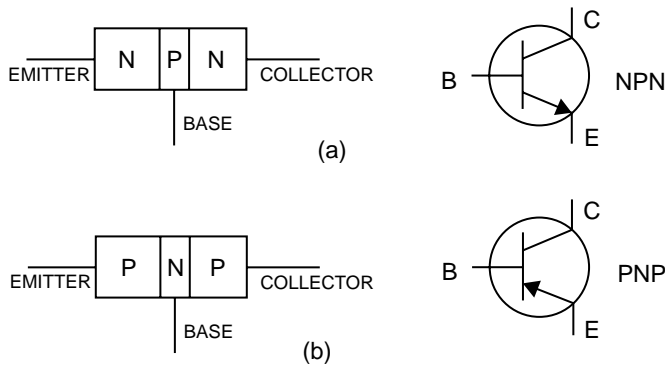 N P N
EMITTER
COLLECTOR
BASE
(a)
C
B
E
NPN
P N P
EMITTER
COLLECTOR
BASE
(b)
C
B
E
PNP